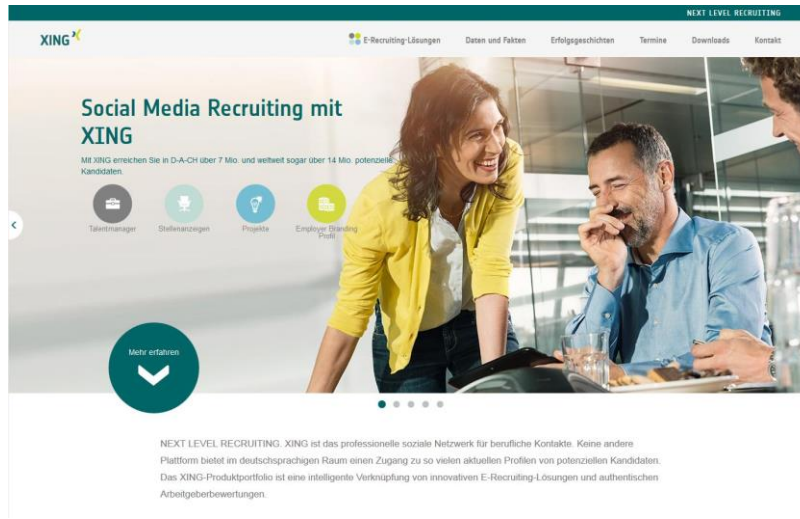 NEXT LEVEL RECRUITING
XING
E-Recruiting-Lösungen
Daten und Fakten
Erfolgsgeschichten
Termine
Downloads
Kontakt
Social Media Recruiting mit
XING
Mit XING erreichen Sie in D-A-CH über 7 Mio. und weltweit sogar über 14 Mio. potenzielle
Kandidaten.
Talentmanager
Stellenanzeigen
Projekte
Employer Branding
Profil
Mehr erfahren
NEXT LEVEL RECRUITING. XING ist das professionelle soziale Netzwerk für berufliche Kontakte. Keine andere
Plattform bietet im deutschsprachigen Raum einen Zugang zu so vielen aktuellen Profilen von potenziellen Kandidaten.
Das XING-Produktportfolio ist eine intelligente Verknüpfung von innovativen E-Recruiting-Lösungen und authentischen
Arbeitgeberbewertungen.